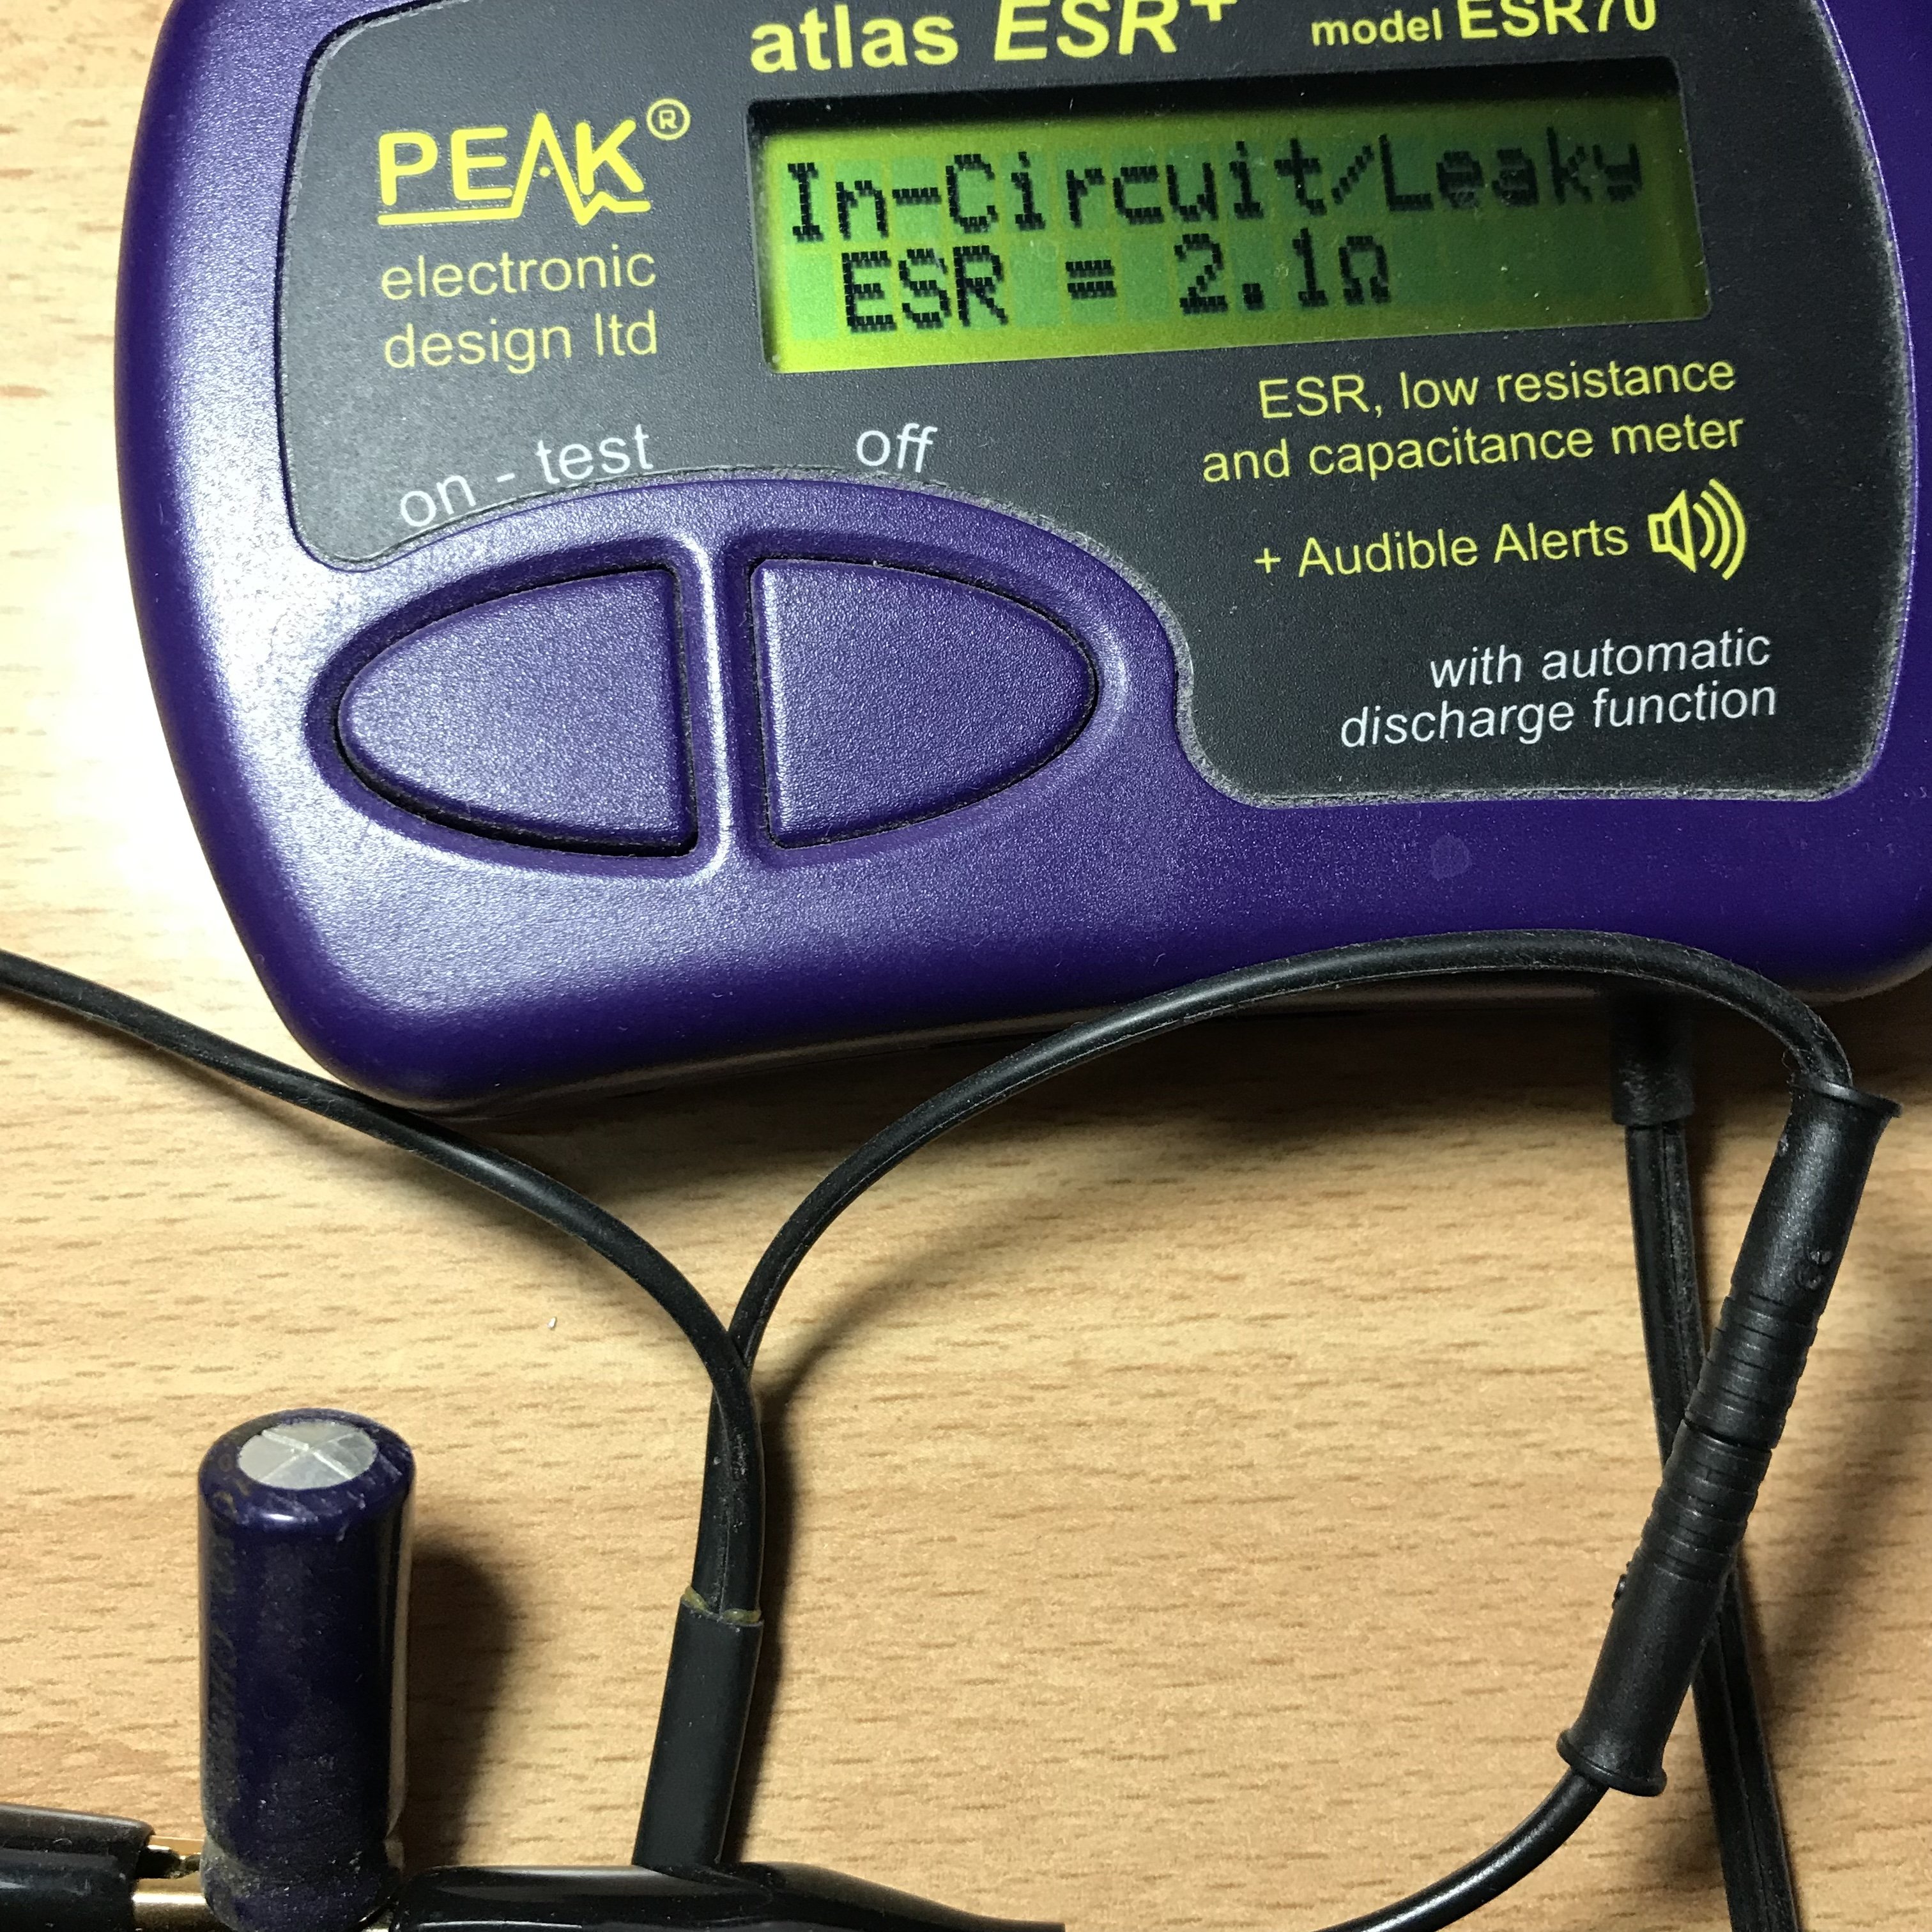 atlas ESR+ model ESR70
PEAK®
electronic
design ltd
In-Circuit/Leaky
ESR = 2.1Ω
on - test
off
ESR, low resistance
and capacitance meter
+ Audible Alerts
with automatic
discharge function